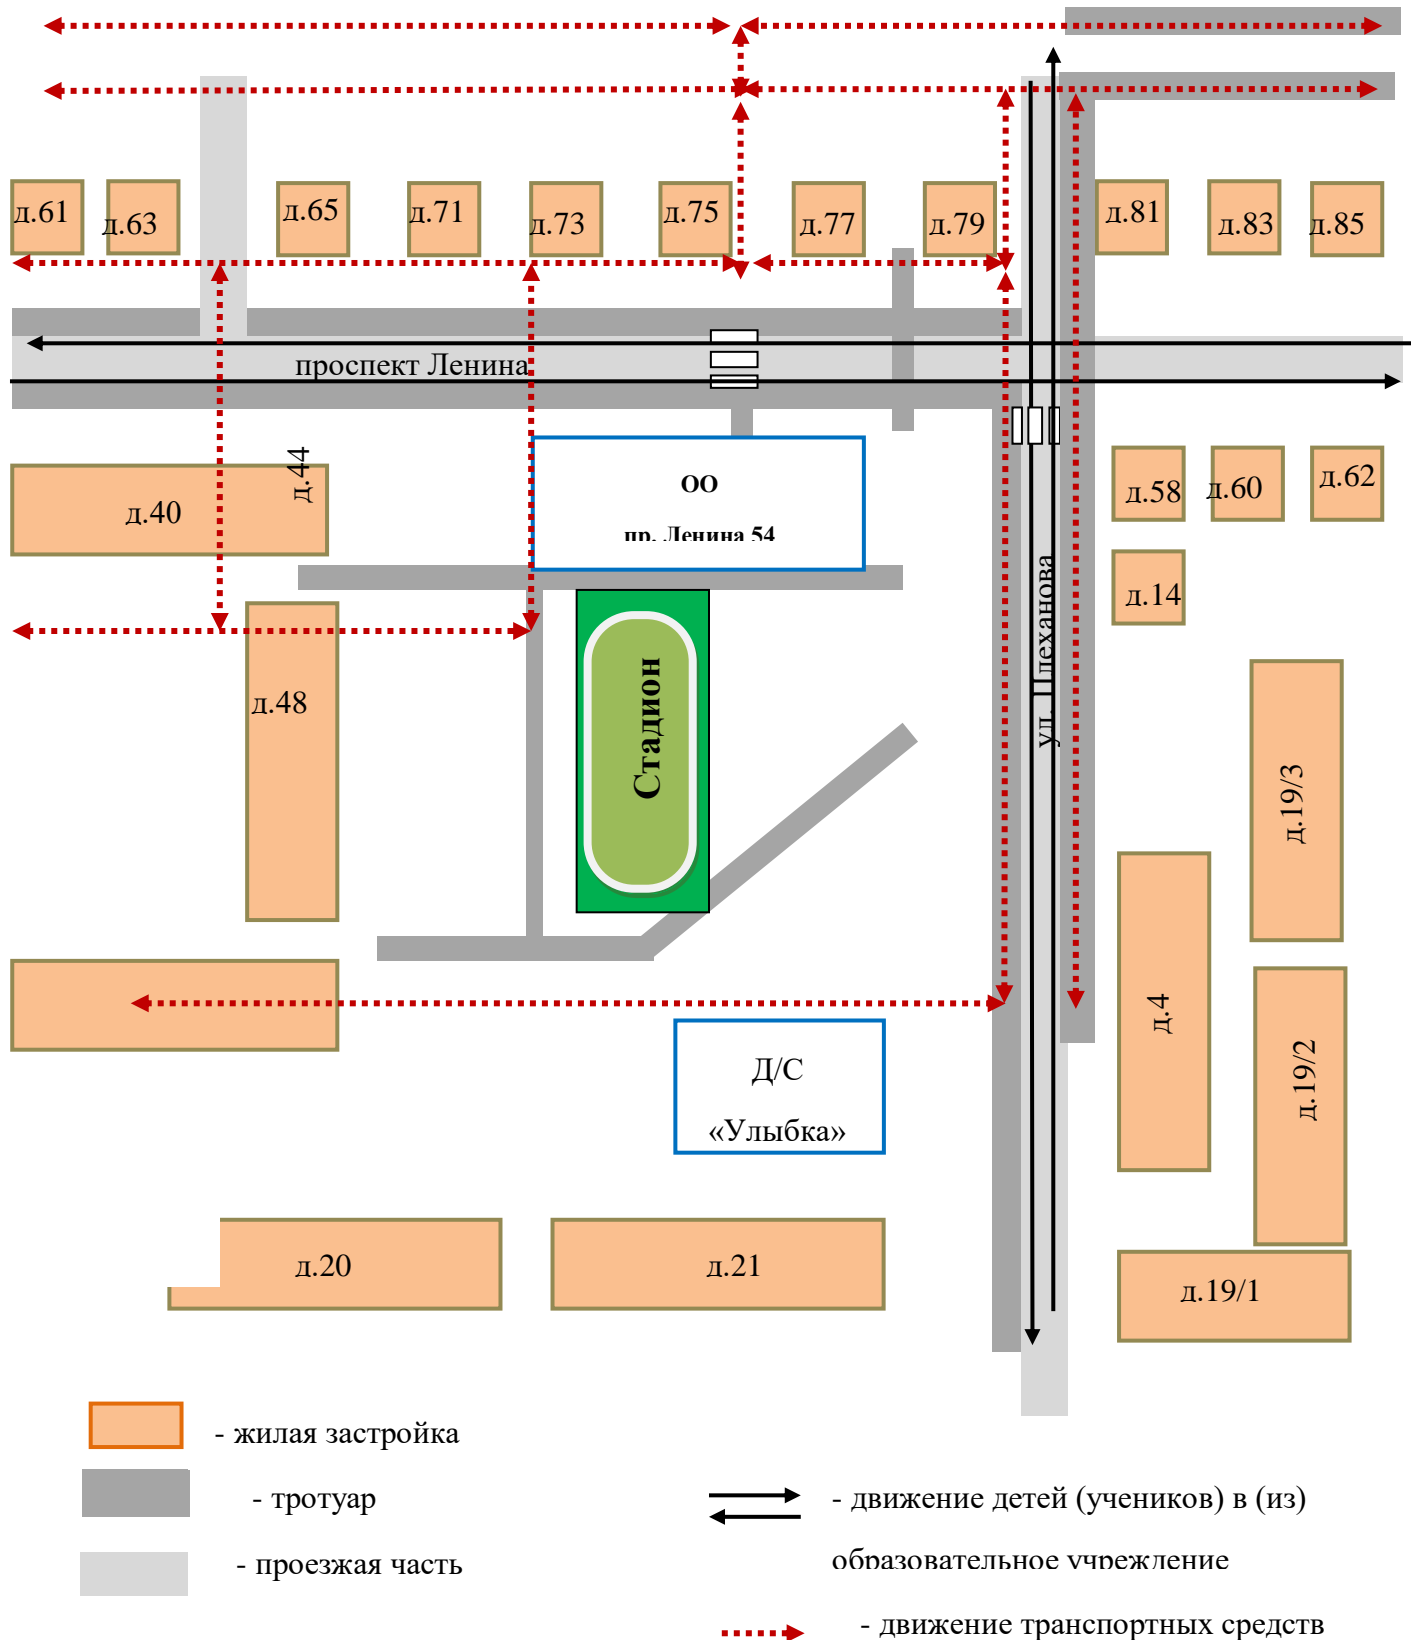 д.61
д.63
д.65
д.71
д.73
д.75
д.77
д.79
д.81
д.83
д.85
проспект Ленина
д.44
д.40
ОО
пр. Ленина 54
д.58
д.60
д.62
д.14
ул. Плеханова
д.48
Стадион
д.19/3
д.4
д.19/2
Д/С
«Улыбка»
д.20
д.21
д.19/1
- жилая застройка
- тротуар
- проезжая часть
- движение детей (учеников) в (из)
образовательное учреждение
- движение транспортных средств